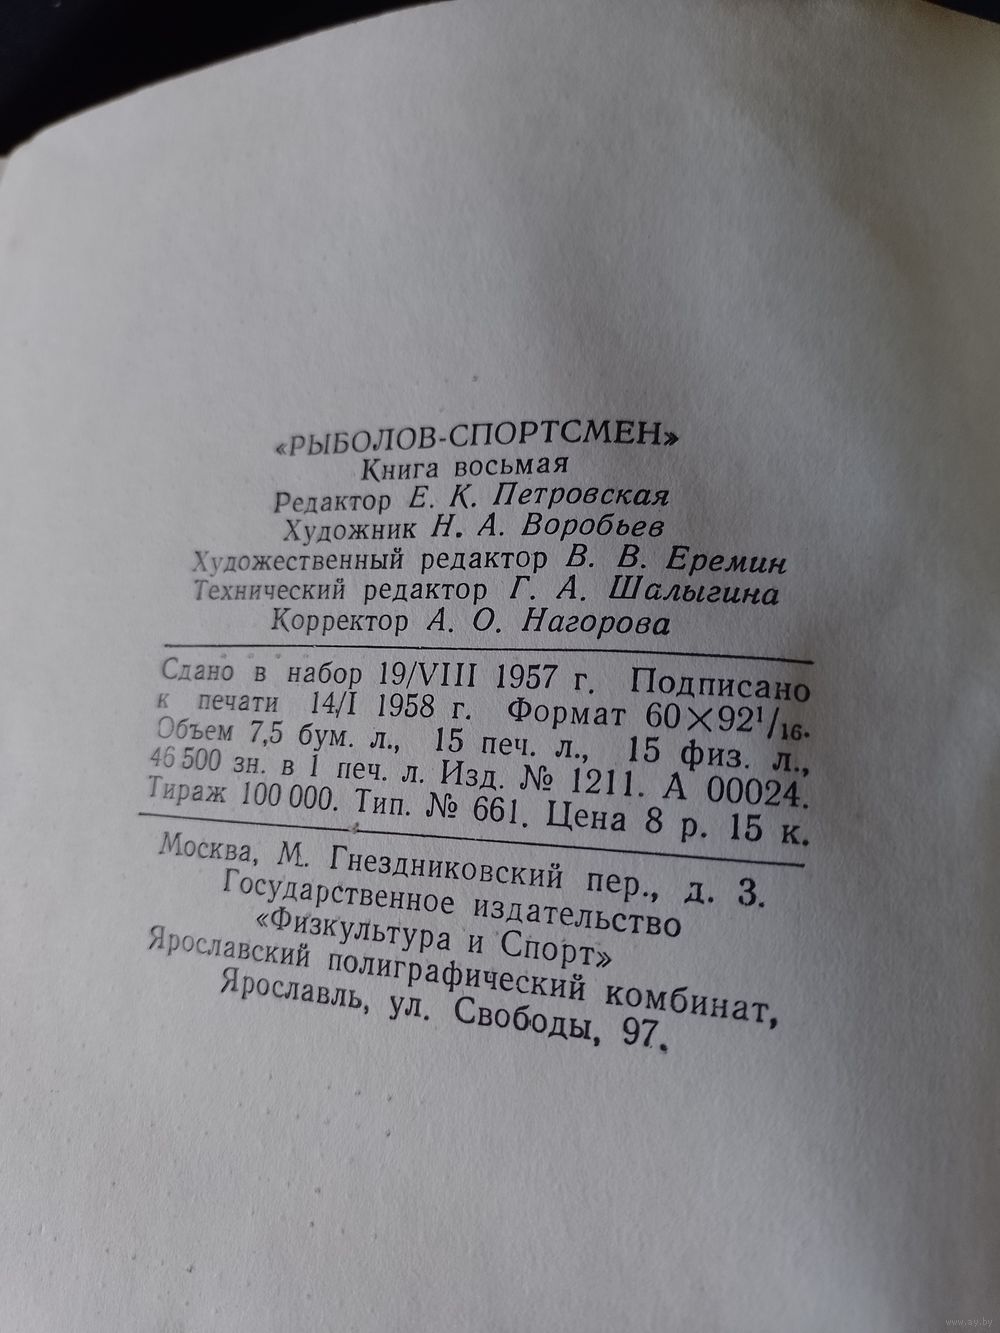 «РЫБОЛОВ-СПОРТСМЕН»
Книга восьмая
Редактор Е. К. Петровская
Художник Н. А. Воробьев
Художественный редактор В. В. Еремин
Технический редактор Г. А. Шалыгина
Корректор А. О. Нагорова
Сдано в набор 19/VIII 1957 г. Подписано
к печати 14/I 1958 г. Формат 60×92¹/₁₆.
Объем 7,5 бум. л., 15 печ. л., 15 физ. л.,
46 500 зн. в 1 печ. л. Изд. № 1211. А 00024.
Тираж 100 000. Тип. № 661. Цена 8 р. 15 к.
Москва, М. Гнездниковский пер., д. 3.
Государственное издательство
«Физкультура и Спорт»
Ярославский полиграфический комбинат,
Ярославль, ул. Свободы, 97.
www.ay.by